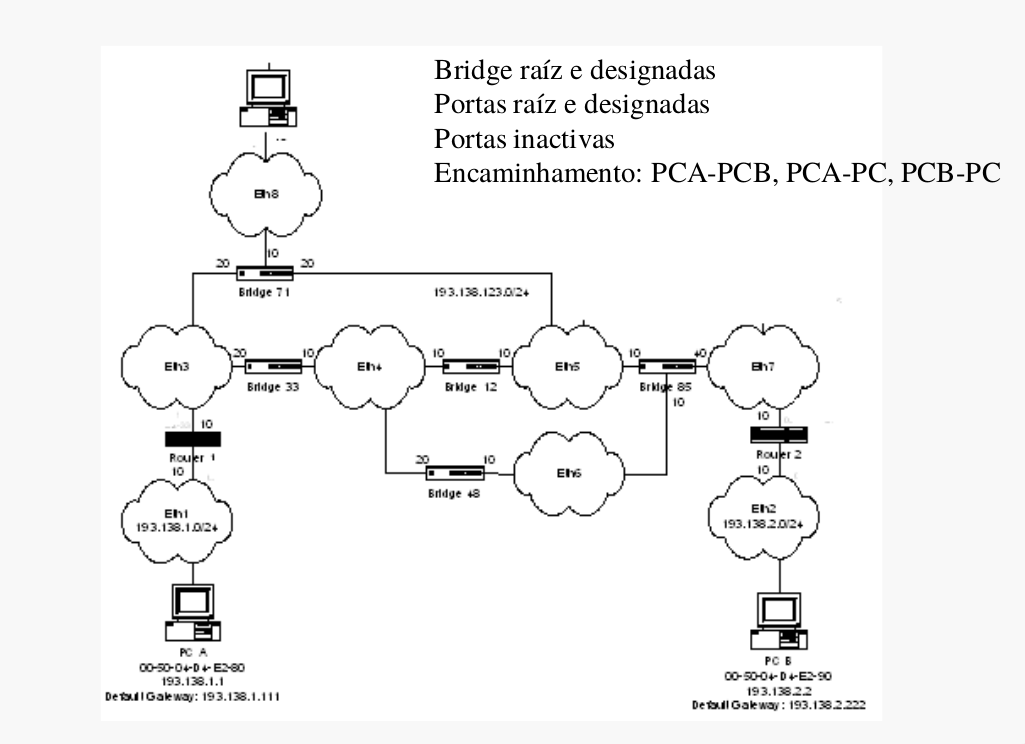 Bridge raíz e designadas
Portas raíz e designadas
Portas inactivas
Encaminhamento: PCA-PCB, PCA-PC, PCB-PC
Eth8
10
20
20
Bridge 71
193.138.123.0/24
Eth3
20
10
Bridge 33
Eth4
10
10
Bridge 12
Eth5
10
40
Bridge 85
10
Eth7
10
Router 1
10
20
10
Bridge 48
Eth6
10
Router 2
10
Eth1
193.138.1.0/24
Eth2
193.138.2.0/24
PC A
00-50-04-D4-E2-80
193.138.1.1
Default Gateway: 193.138.1.111
PC B
00-50-04-D4-E2-90
193.138.2.2
Default Gateway: 193.138.2.222